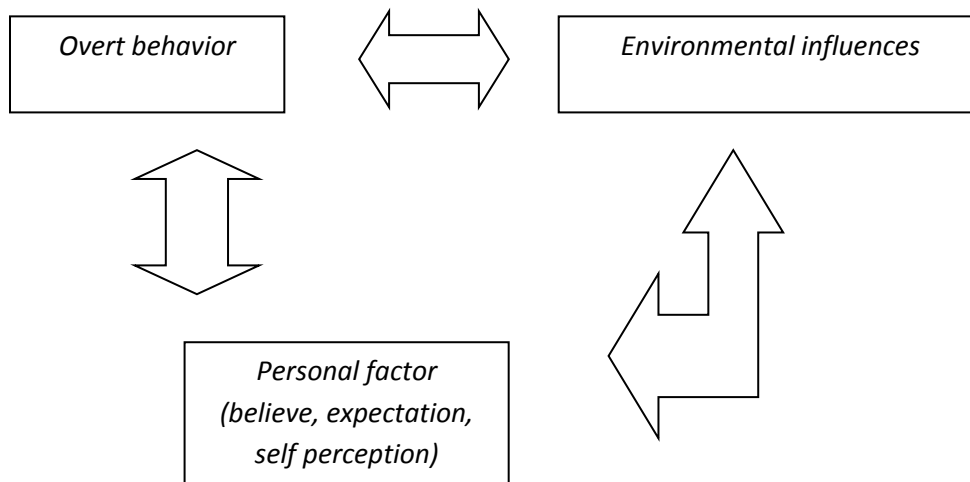 Overt behavior
Environmental influences
Personal factor
(believe, expectation,
self perception)